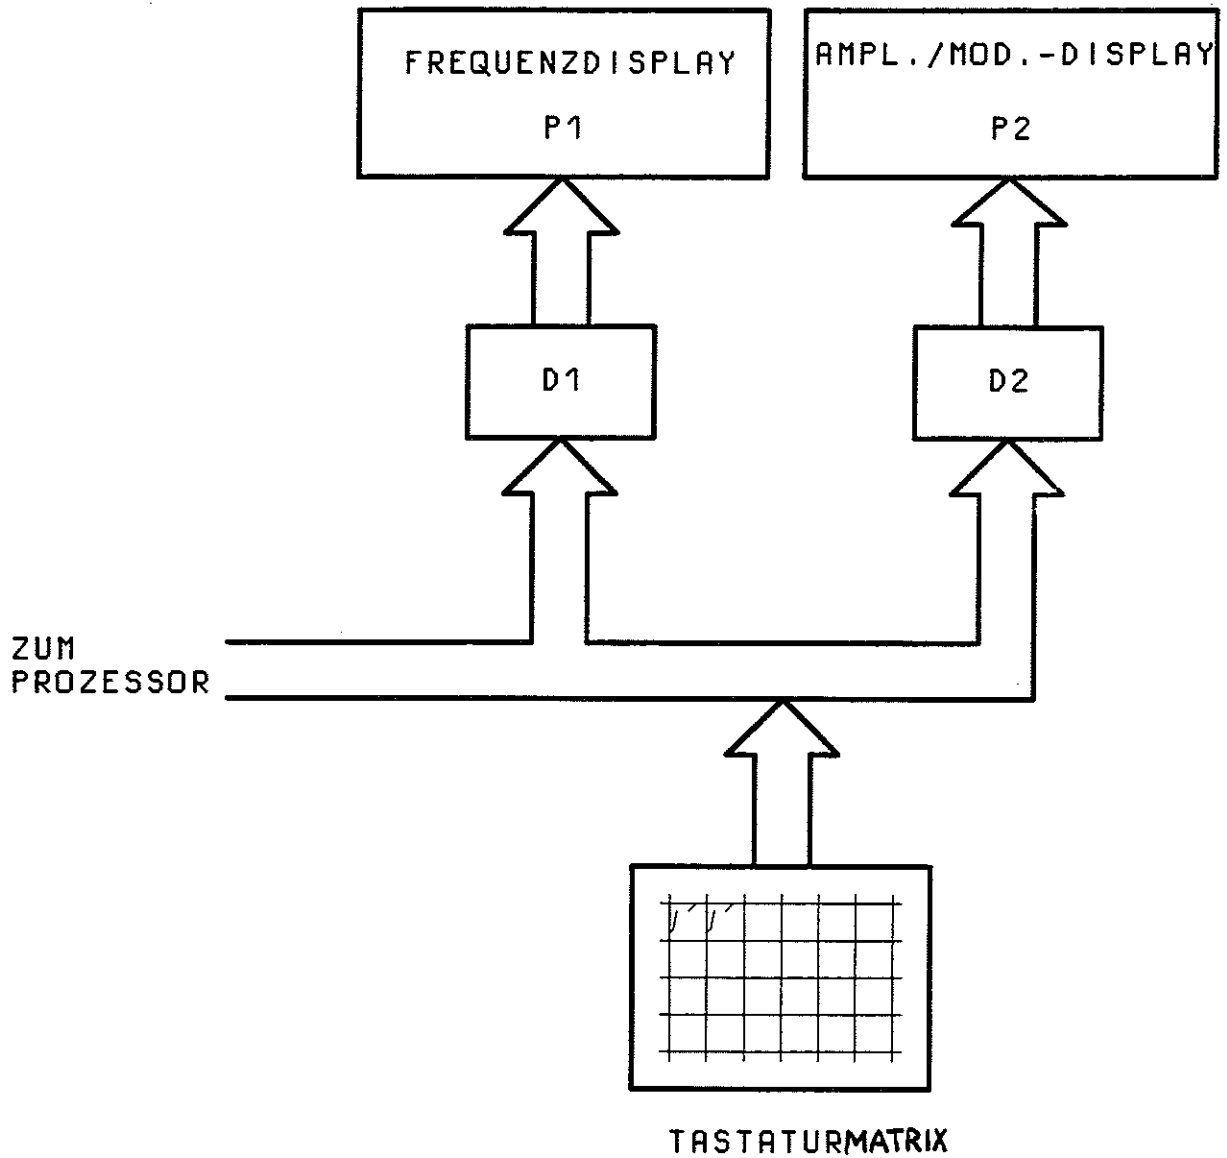 FREQUENZDISPLAY
P1
AMPL./MOD.-DISPLAY
P2
D1
D2
ZUM
PROZESSOR
TASTATURMATRIX